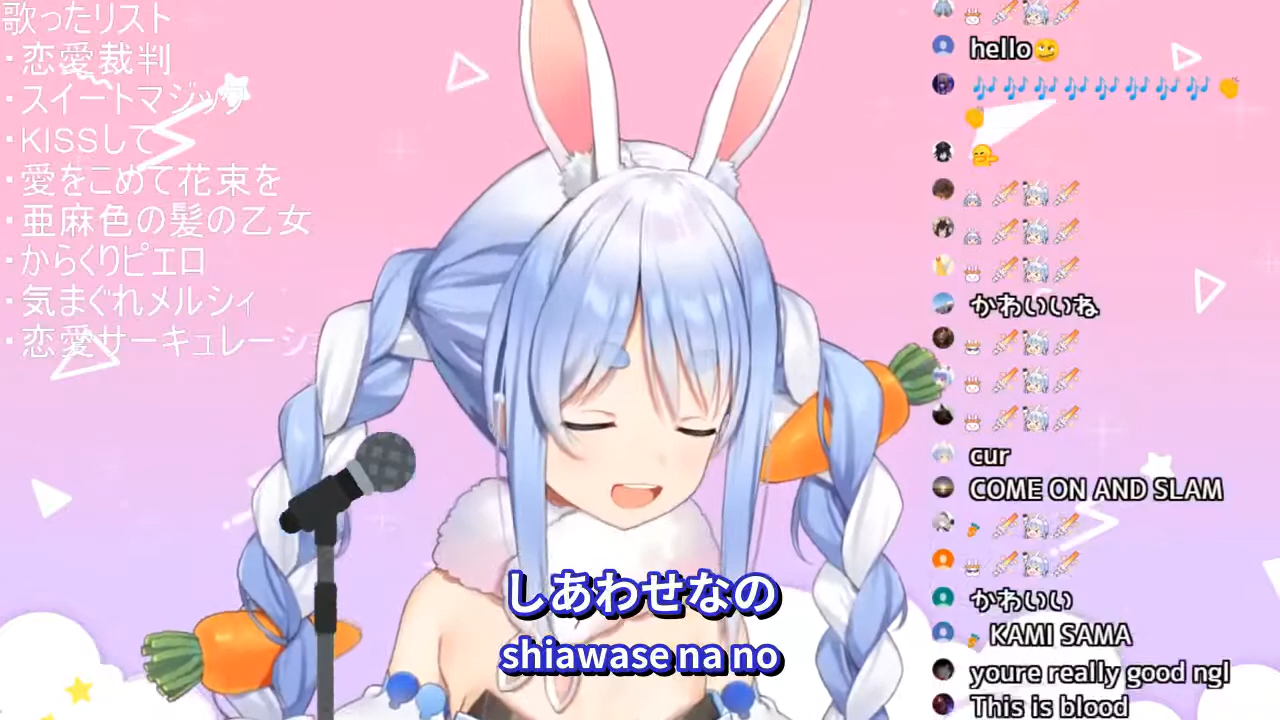 歌ったリスト
・恋愛裁判
・スイートマジック
・KISSして
・愛をこめて花束を
・亜麻色の髪の乙女
・からくりピエロ
・気まぐれメルシィ
・恋愛サーキュレーショ
hello
かわいいね
cur
COME ON AND SLAM
かわいい
KAMI SAMA
youre really good ngl
This is blood
しあわせなの
shiawase na no